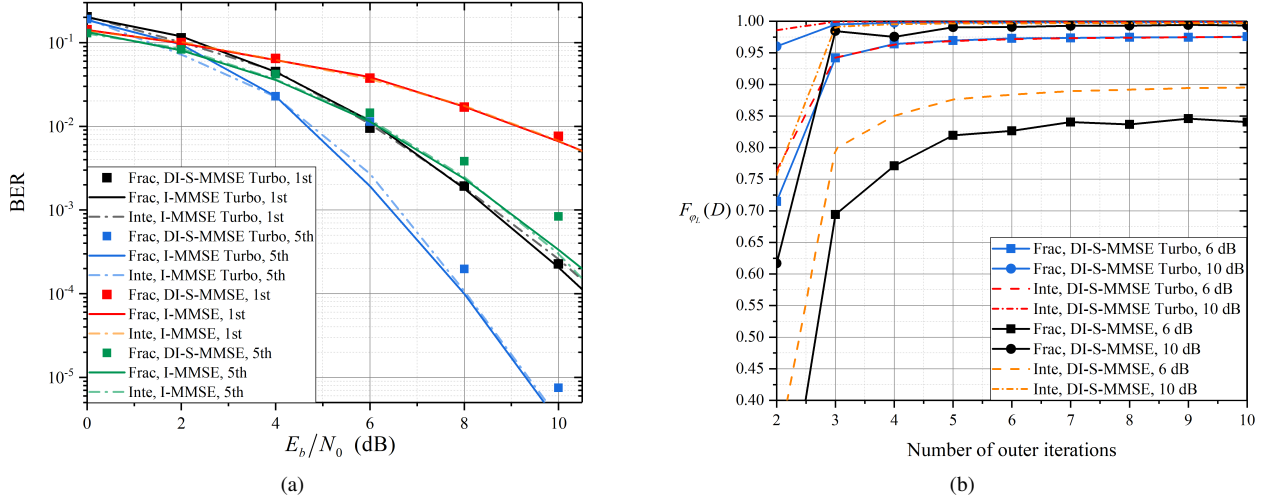 10^-1
10^-2
10^-3
10^-4
10^-5
BER
0
2
4
6
8
10
E_b/N_0 (dB)
Frac, DI-S-MMSE Turbo, 1st
Frac, I-MMSE Turbo, 1st
Inte, I-MMSE Turbo, 1st
Frac, DI-S-MMSE Turbo, 5th
Frac, I-MMSE Turbo, 5th
Inte, I-MMSE Turbo, 5th
Frac, DI-S-MMSE, 1st
Frac, I-MMSE, 1st
Inte, I-MMSE, 1st
Frac, DI-S-MMSE, 5th
Frac, I-MMSE, 5th
Inte, I-MMSE, 5th
(a)
1.00
0.95
0.90
0.85
0.80
0.75
0.70
0.65
0.60
0.55
0.50
0.45
0.40
F_φ_L (D)
2
3
4
5
6
7
8
9
10
Number of outer iterations
Frac, DI-S-MMSE Turbo, 6 dB
Frac, DI-S-MMSE Turbo, 10 dB
Inte, DI-S-MMSE Turbo, 6 dB
Inte, DI-S-MMSE Turbo, 10 dB
Frac, DI-S-MMSE, 6 dB
Frac, DI-S-MMSE, 10 dB
Inte, DI-S-MMSE, 6 dB
Inte, DI-S-MMSE, 10 dB
(b)